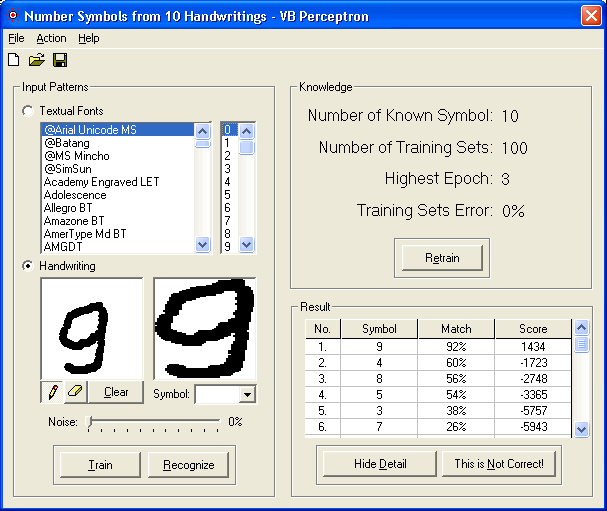 Number Symbols from 10 Handwritings - VB Perceptron
File Action Help
Input Patterns
Textual Fonts
@Arial Unicode MS
@Batang
@MS Mincho
@SimSun
Academy Engraved LET
Adolescence
Allegro BT
Amazone BT
AmerType Md BT
AMGDT
0
1
2
3
4
5
6
7
8
9
Handwriting
9 9
Clear
Symbol:
Noise: 0%
Train Recognize
Knowledge
Number of Known Symbol: 10
Number of Training Sets: 100
Highest Epoch: 3
Training Sets Error: 0%
Retrain
Result
No. Symbol Match Score
1. 9 92% 1434
2. 4 60% -1723
3. 8 56% -2748
4. 5 54% -3365
5. 3 38% -5757
6. 7 26% -5943
Hide Detail This is Not Correct!